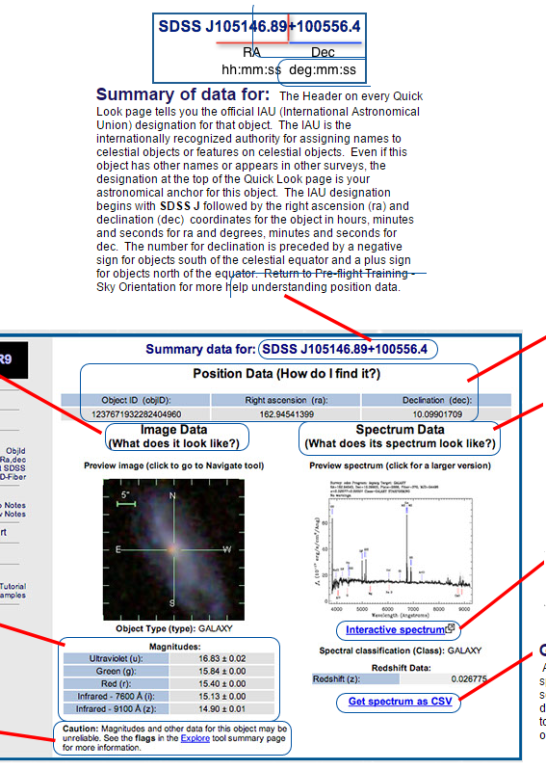 SDSS J105146.89+100556.4
RA Dec
hh:mm:ss deg:mm:ss
Summary of data for: The Header on every Quick
Look page tells you the official IAU (International Astronomical
Union) designation for that object. The IAU is the
internationally recognized authority for assigning names to
celestial objects or features on celestial objects. Even if this
object has other names or appears in other surveys, the
designation at the top of the Quick Look page is your
astronomical anchor for this object. The IAU designation
begins with SDSS J followed by the right ascension (ra) and
declination (dec) coordinates for the object in hours, minutes
and seconds for ra and degrees, minutes and seconds for
dec. The number for declination is preceded by a negative
sign for objects south of the celestial equator and a plus sign
for objects north of the equator. Return to Pre-flight Training -
Sky Orientation for more help understanding position data.
R9
Summary data for: SDSS J105146.89+100556.4
Position Data (How do I find it?)
Object ID (objID): Right ascension (ra): Declination (dec):
1237671932282404960 162.94541399 10.09901709
Image Data
(What does it look like?)
Spectrum Data
(What does its spectrum look like?)
ObjId
Ra,dec
SDSS
D-Fiber
Notes
Notes
rt
Tutorial
amples
Preview image (click to go to Navigate tool)
5"
N
E W
S
Object Type (type): GALAXY
Magnitudes:
Ultraviolet (u): 16.83 ± 0.02
Green (g): 15.84 ± 0.00
Red (r): 15.40 ± 0.00
Infrared - 7600 Å (i): 15.13 ± 0.00
Infrared - 9100 Å (z): 14.90 ± 0.01
Caution: Magnitudes and other data for this object may be
unreliable. See the flags in the Explore tool summary page
for more information.
Preview spectrum (click for a larger version)
4000 5000 6000 7000 8000 9000
Wavelength (Angstroms)
Interactive spectrum
Spectral classification (Class): GALAXY
Redshift Data:
Redshift (z): 0.026775
Get spectrum as CSV